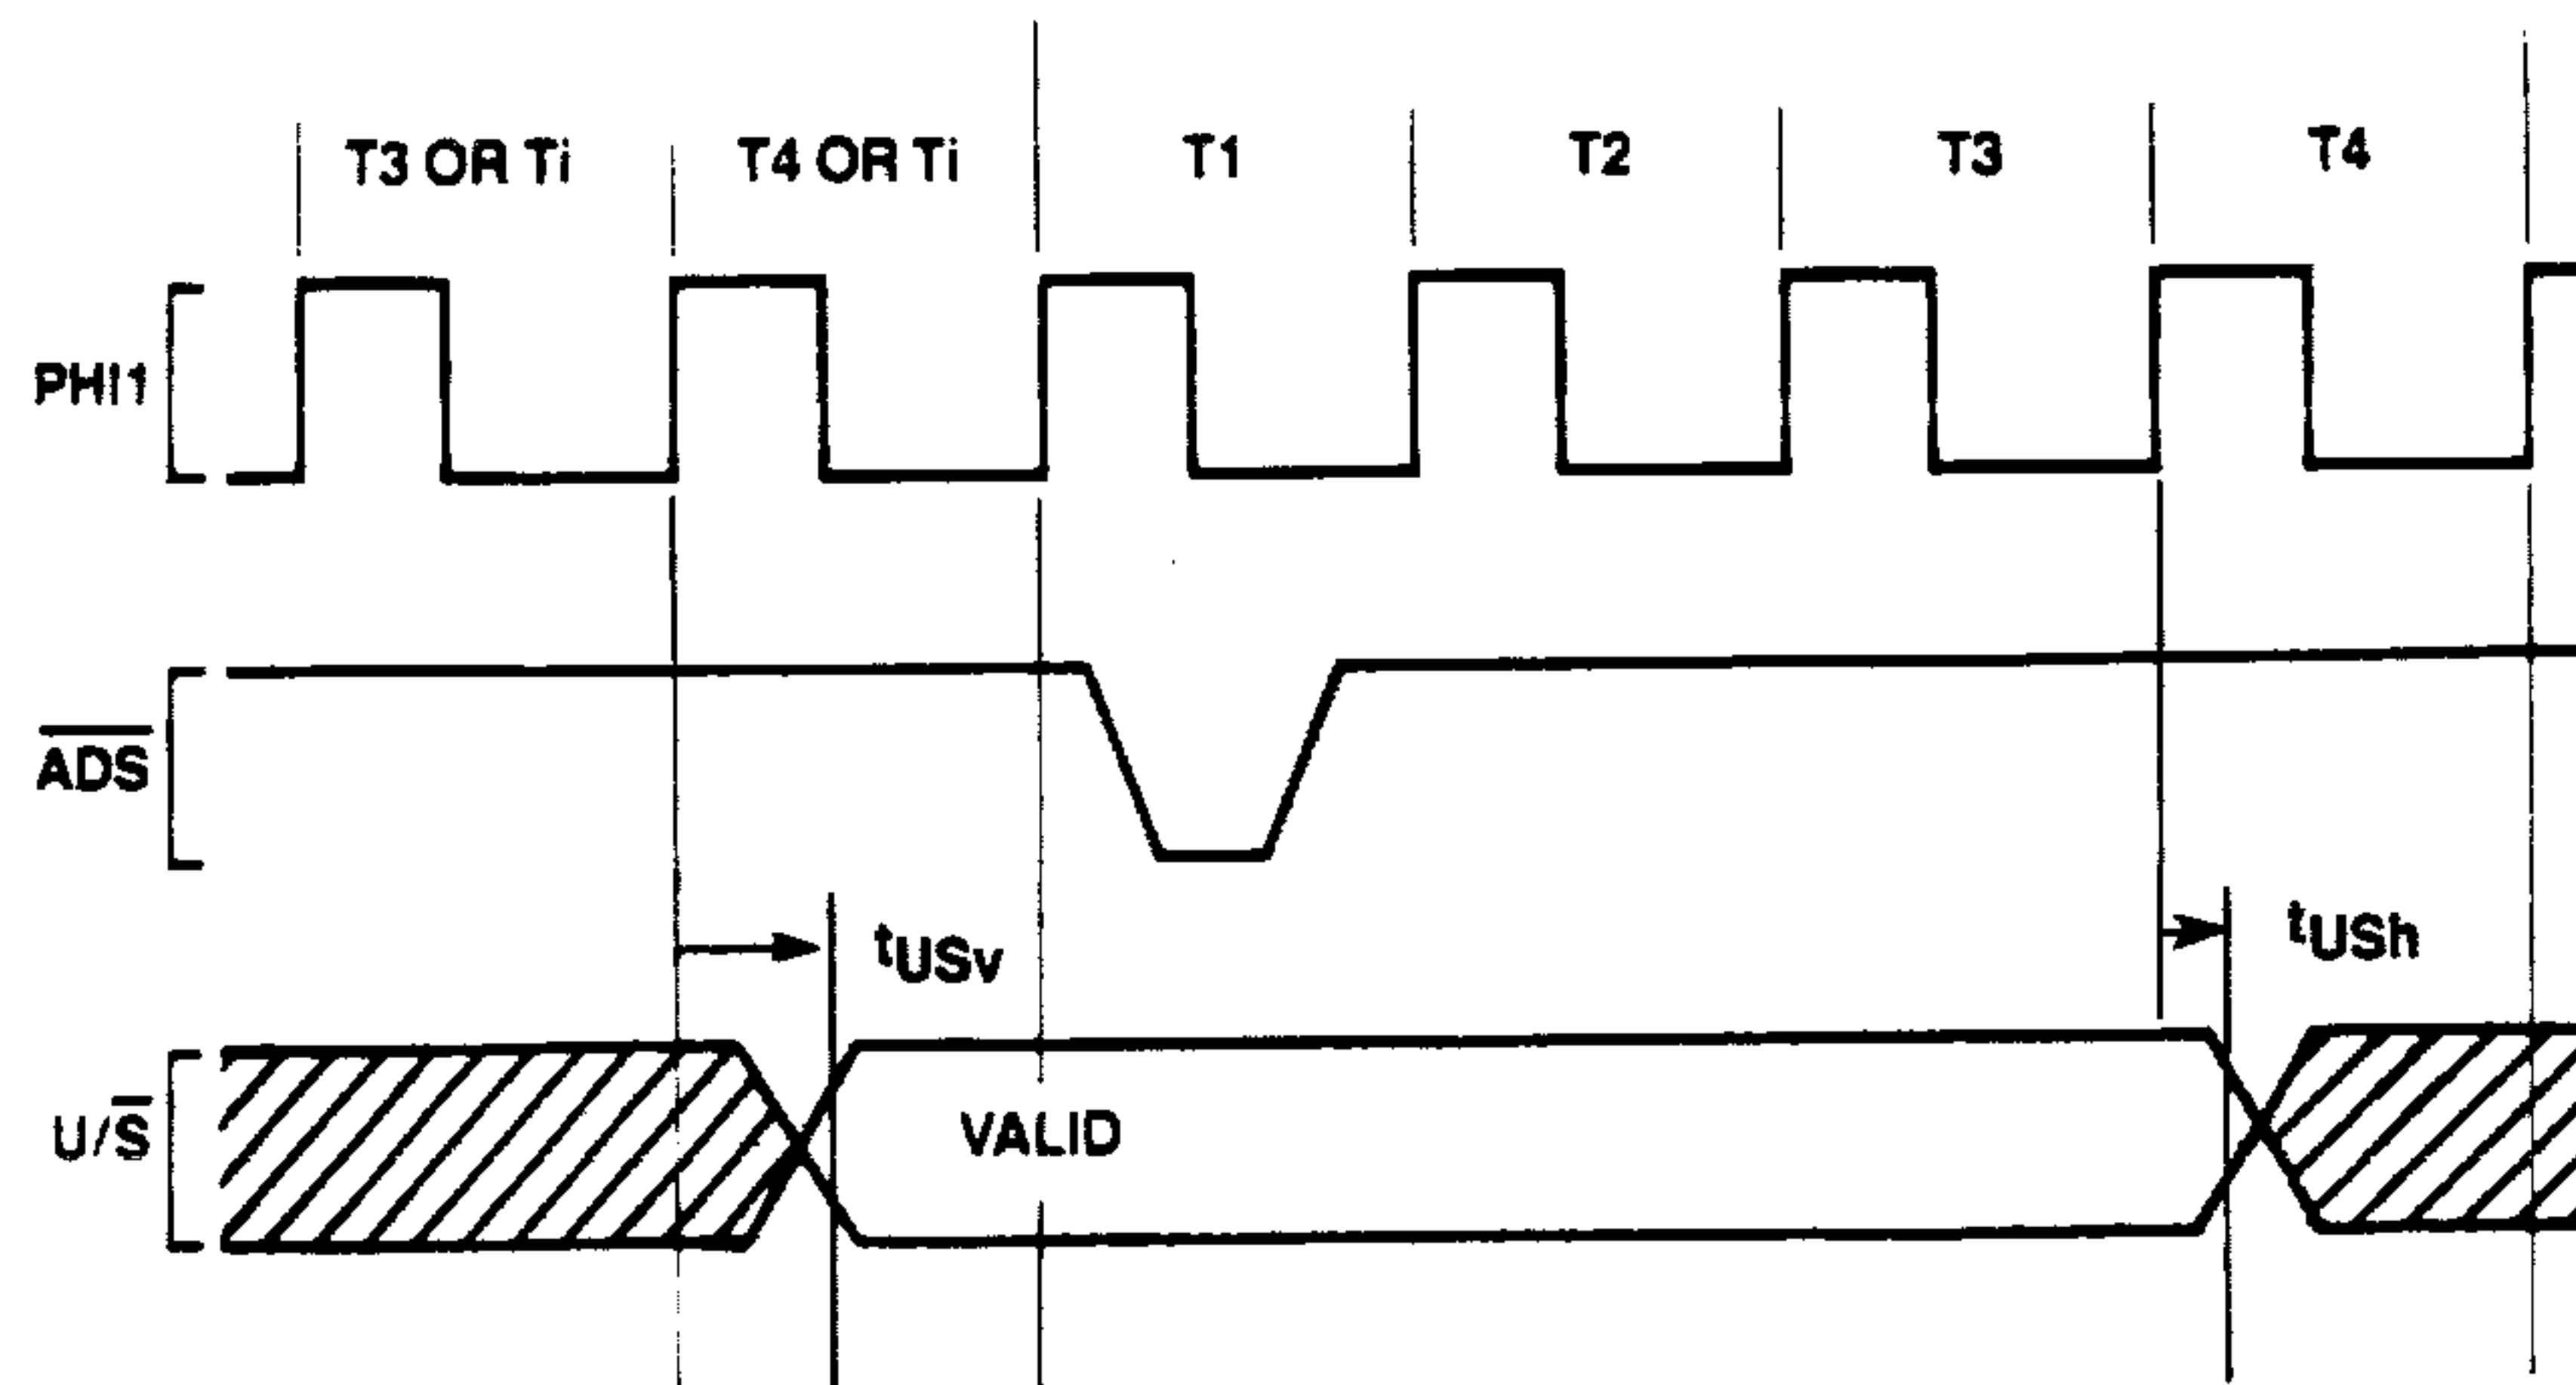 T3 OR Ti T4 OR Ti T1 T2 T3 T4
PHI1
ADS
tUSv tUSh
U/S
VALID